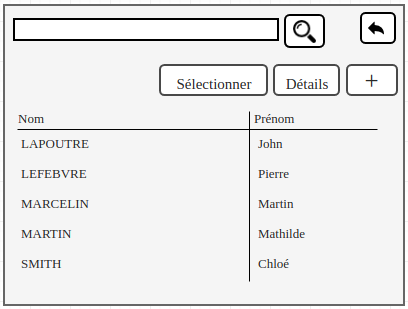 Sélectionner Détails +
Nom Prénom
LAPOUTRE John
LEFEBVRE Pierre
MARCELIN Martin
MARTIN Mathilde
SMITH Chloé